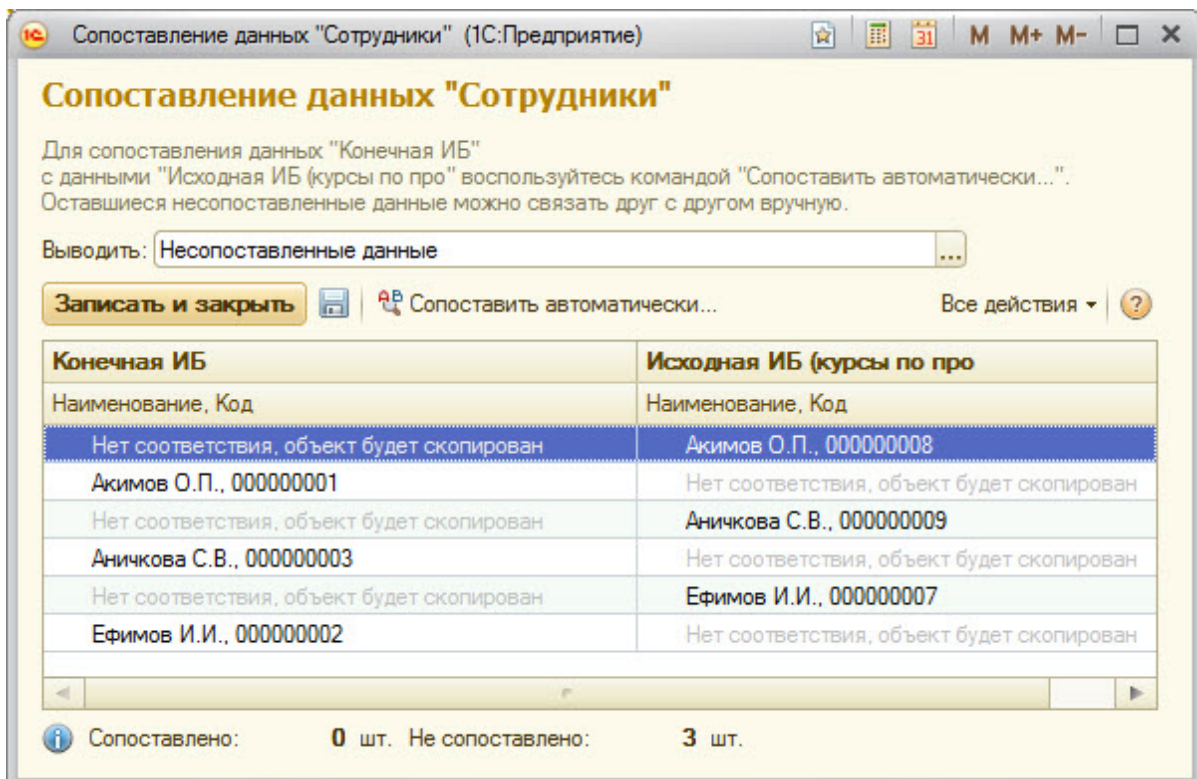 1С Сопоставление данных "Сотрудники" (1С:Предприятие) 31 M M+ M-
Сопоставление данных "Сотрудники"
Для сопоставления данных "Конечная ИБ"
с данными "Исходная ИБ (курсы по про" воспользуйтесь командой "Сопоставить автоматически...".
Оставшиеся несопоставленные данные можно связать друг с другом вручную.
Выводить: Несопоставленные данные ...
Записать и закрыть Сопоставить автоматически... Все действия ?
Конечная ИБ Исходная ИБ (курсы по про
Наименование, Код Наименование, Код
Нет соответствия, объект будет скопирован Акимов О.П., 000000008
Акимов О.П., 000000001 Нет соответствия, объект будет скопирован
Нет соответствия, объект будет скопирован Аничкова С.В., 000000009
Аничкова С.В., 000000003 Нет соответствия, объект будет скопирован
Нет соответствия, объект будет скопирован Ефимов И.И., 000000007
Ефимов И.И., 000000002 Нет соответствия, объект будет скопирован
Сопоставлено: 0 шт. Не сопоставлено: 3 шт.